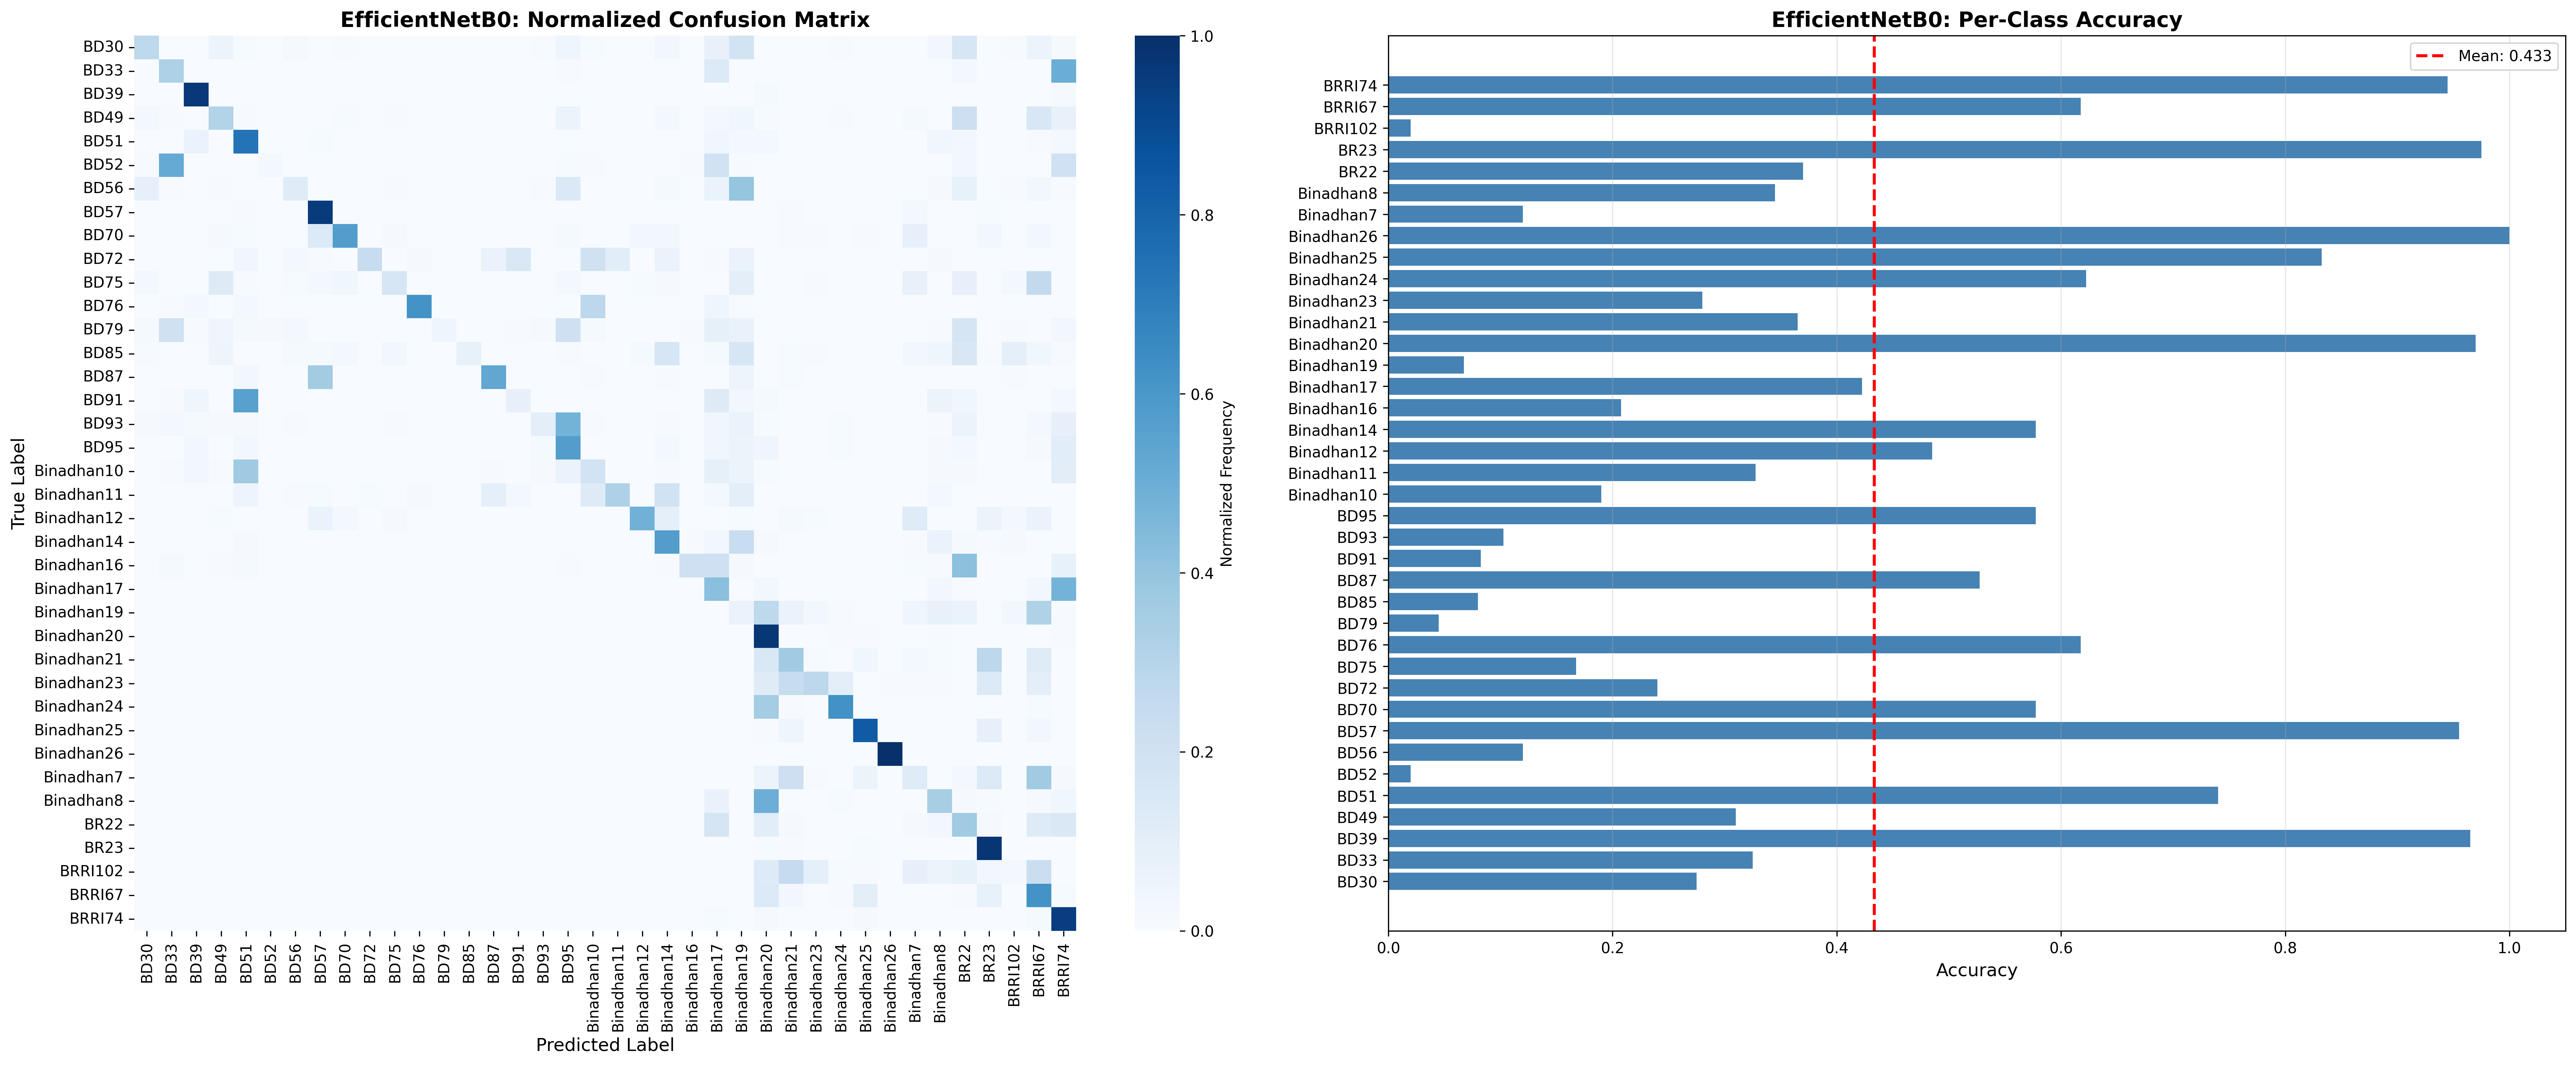 EfficientNetB0: Normalized Confusion Matrix
True Label
BD30
BD33
BD39
BD49
BD51
BD52
BD56
BD57
BD70
BD72
BD75
BD76
BD79
BD85
BD87
BD91
BD93
BD95
Binadhan10
Binadhan11
Binadhan12
Binadhan14
Binadhan16
Binadhan17
Binadhan19
Binadhan20
Binadhan21
Binadhan23
Binadhan24
Binadhan25
Binadhan26
Binadhan7
Binadhan8
BR22
BR23
BRRI102
BRRI67
BRRI74
BD30
BD33
BD39
BD49
BD51
BD52
BD56
BD57
BD70
BD72
BD75
BD76
BD79
BD85
BD87
BD91
BD93
BD95
Binadhan10
Binadhan11
Binadhan12
Binadhan14
Binadhan16
Binadhan17
Binadhan19
Binadhan20
Binadhan21
Binadhan23
Binadhan24
Binadhan25
Binadhan26
Binadhan7
Binadhan8
BR22
BR23
BRRI102
BRRI67
BRRI74
Predicted Label
1.0
0.8
0.6
0.4
0.2
0.0
Normalized Frequency
EfficientNetB0: Per-Class Accuracy
Mean: 0.433
BRRI74
BRRI67
BRRI102
BR23
BR22
Binadhan8
Binadhan7
Binadhan26
Binadhan25
Binadhan24
Binadhan23
Binadhan21
Binadhan20
Binadhan19
Binadhan17
Binadhan16
Binadhan14
Binadhan12
Binadhan11
Binadhan10
BD95
BD93
BD91
BD87
BD85
BD79
BD76
BD75
BD72
BD70
BD57
BD56
BD52
BD51
BD49
BD39
BD33
BD30
0.0 0.2 0.4 0.6 0.8 1.0
Accuracy